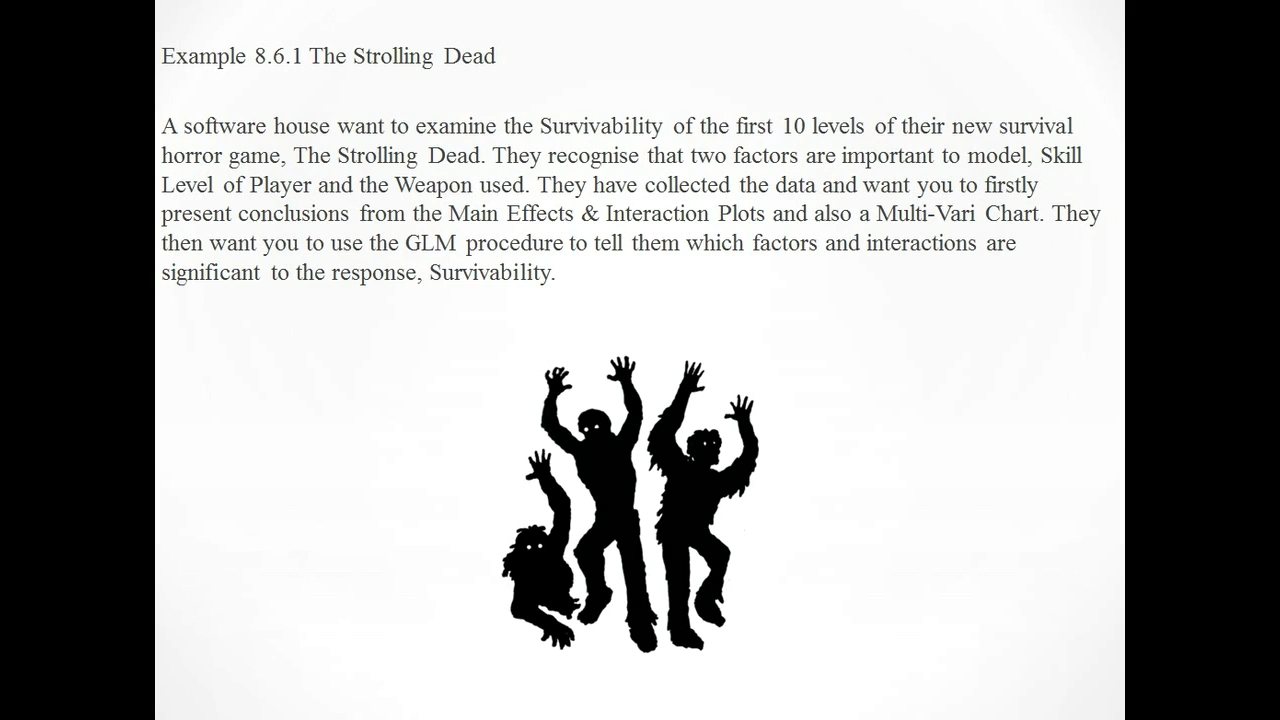 Example 8.6.1 The Strolling Dead
A software house want to examine the Survivability of the first 10 levels of their new survival
horror game, The Strolling Dead. They recognise that two factors are important to model, Skill
Level of Player and the Weapon used. They have collected the data and want you to firstly
present conclusions from the Main Effects & Interaction Plots and also a Multi-Vari Chart. They
then want you to use the GLM procedure to tell them which factors and interactions are
significant to the response, Survivability.